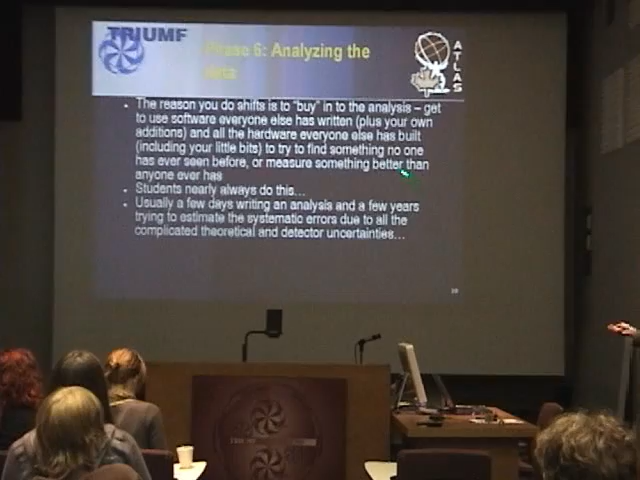 TRIUMF
Phase 6: Analyzing the
data
ATLAS
• The reason you do shifts is to "buy" in to the analysis – get
to use software everyone else has written (plus your own
additions) and all the hardware everyone else has built
(including your little bits) to try to find something no one
has ever seen before, or measure something better than
anyone ever has
• Students nearly always do this…
• Usually a few days writing an analysis and a few years
trying to estimate the systematic errors due to all the
complicated theoretical and detector uncertainties…